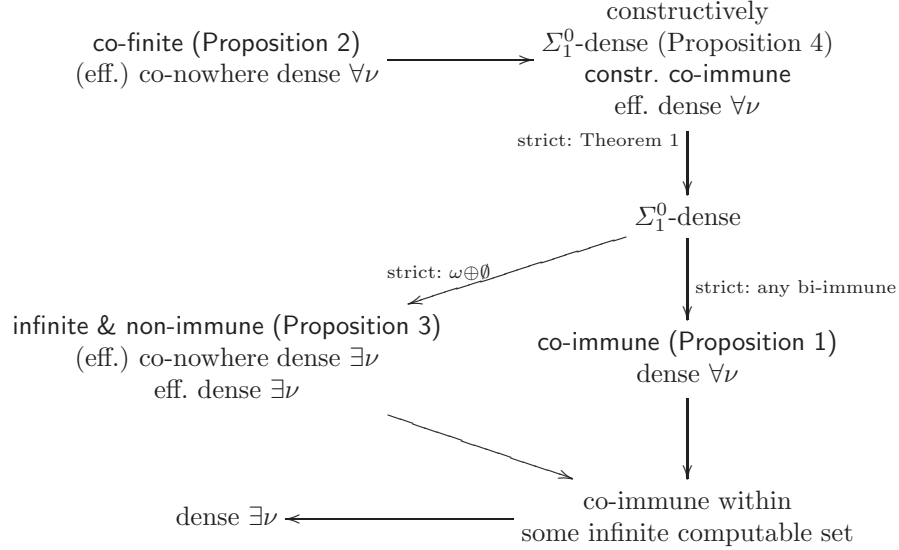 co-finite (Proposition 2)
(eff.) co-nowhere dense ∀ν
constructively
Σ⁰₁-dense (Proposition 4)
constr. co-immune
eff. dense ∀ν
strict: Theorem 1
Σ⁰₁-dense
strict: ω⊕∅
strict: any bi-immune
infinite & non-immune (Proposition 3)
(eff.) co-nowhere dense ∃ν
eff. dense ∃ν
co-immune (Proposition 1)
dense ∀ν
dense ∃ν
co-immune within
some infinite computable set